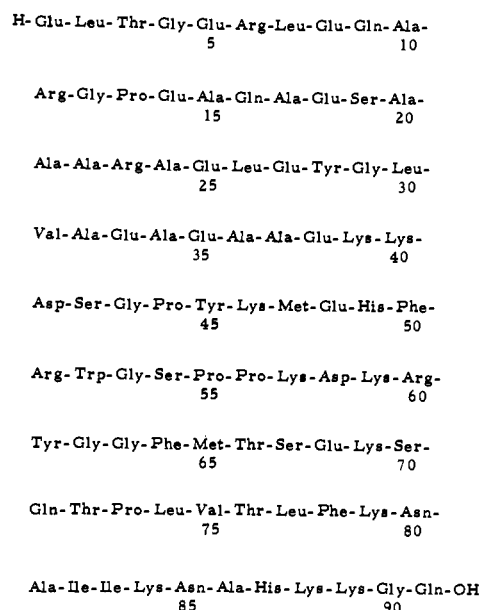 H- Glu- Leu- Thr- Gly- Glu- Arg- Leu- Glu- Gln- Ala-
5 10
Arg- Gly- Pro- Glu- Ala- Gln- Ala- Glu- Ser- Ala-
15 20
Ala- Ala- Arg- Ala- Glu- Leu- Glu- Tyr- Gly- Leu-
25 30
Val- Ala- Glu- Ala- Glu- Ala- Ala- Glu- Lys- Lys-
35 40
Asp- Ser- Gly- Pro- Tyr- Lys- Met- Glu- His- Phe-
45 50
Arg- Trp- Gly- Ser- Pro- Pro- Lys- Asp- Lys- Arg-
55 60
Tyr- Gly- Gly- Phe- Met- Thr- Ser- Glu- Lys- Ser-
65 70
Gln- Thr- Pro- Leu- Val- Thr- Leu- Phe- Lys- Asn-
75 80
Ala- Ile- Ile- Lys- Asn- Ala- His- Lys- Lys- Gly- Gln- OH
85 90